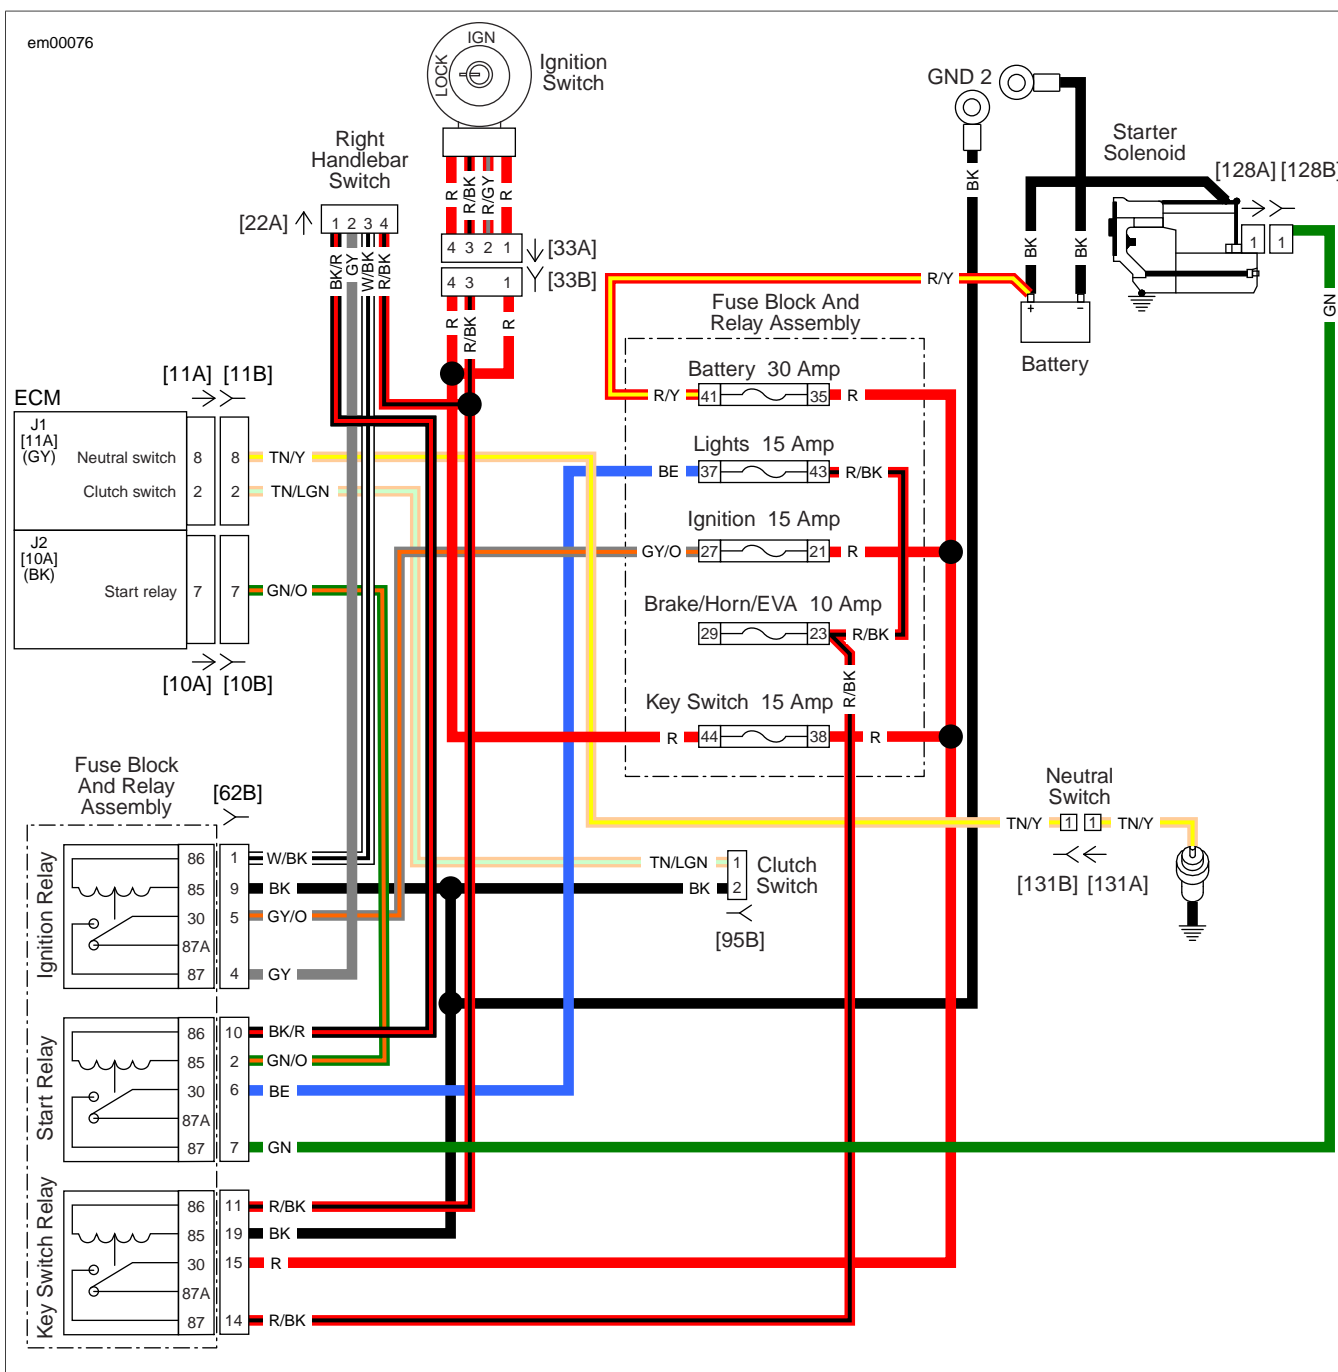 em00076
IGN
LOCK
Ignition
Switch
GND 2
Starter
Solenoid
[128A] [128B]
1 1
Right
Handlebar
Switch
[22A]
1 2 3 4
BK/R
GY
W/BK
R/BK
R
R/BK
R/GY
R
4 3 2 1
[33A]
4 3 1
[33B]
R
R/BK
R
BK
BK
BK
+ -
Battery
GN
R/Y
Fuse Block And
Relay Assembly
Battery 30 Amp
R/Y 41 35 R
Lights 15 Amp
BE 37 43 R/BK
Ignition 15 Amp
GY/O 27 21 R
Brake/Horn/EVA 10 Amp
29 23 R/BK
R/BK
Key Switch 15 Amp
R 44 38 R
[11A] [11B]
ECM
J1
[11A]
(GY)
Neutral switch 8 8 TN/Y
Clutch switch 2 2 TN/LGN
J2
[10A]
(BK)
Start relay 7 7 GN/O
[10A] [10B]
Neutral
Switch
TN/Y 1 1 TN/Y
[131B] [131A]
TN/LGN 1
BK 2
Clutch
Switch
[95B]
Fuse Block
And Relay
Assembly
[62B]
Ignition Relay
86 1 W/BK
85 9 BK
30 5 GY/O
87A
87 4 GY
Start Relay
86 10 BK/R
85 2 GN/O
30 6 BE
87A
87 7 GN
Key Switch Relay
86 11 R/BK
85 19 BK
30 15 R
87A
87 14 R/BK